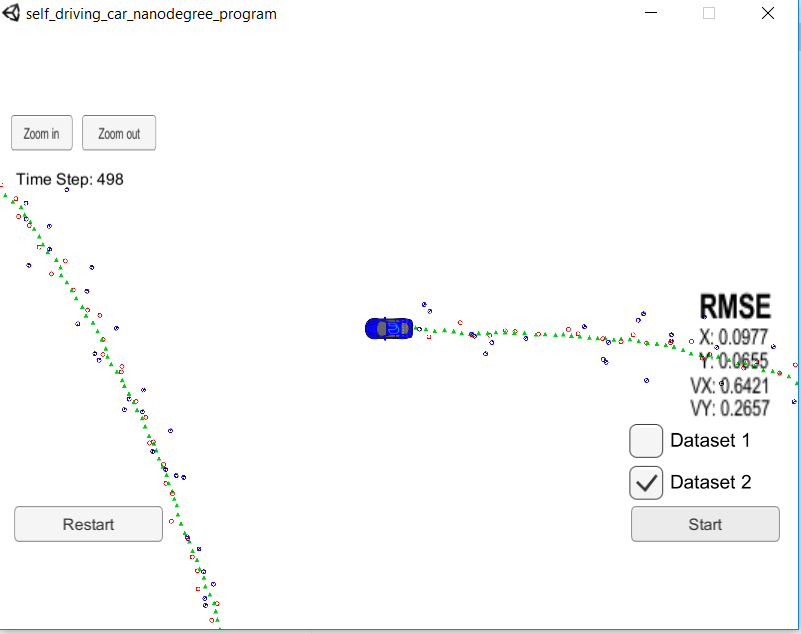 self_driving_car_nanodegree_program
Zoom in
Zoom out
Time Step: 498
RMSE
X: 0.0977
Y: 0.0655
VX: 0.6421
VY: 0.2657
Dataset 1
Dataset 2
Restart
Start